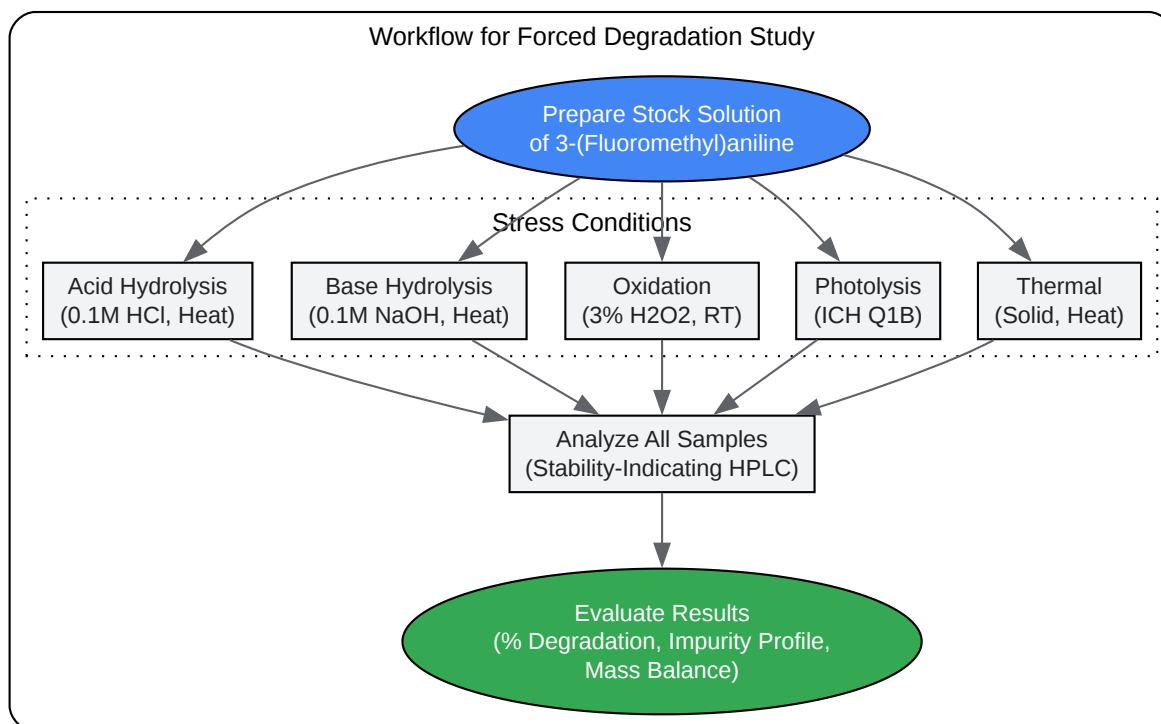 Workflow for Forced Degradation Study
Prepare Stock Solution
of 3-(Fluoromethyl)aniline
Stress Conditions
Acid Hydrolysis
(0.1M HCl, Heat)
Base Hydrolysis
(0.1M NaOH, Heat)
Oxidation
(3% H2O2, RT)
Photolysis
(ICH Q1B)
Thermal
(Solid, Heat)
Analyze All Samples
(Stability-Indicating HPLC)
Evaluate Results
(% Degradation, Impurity Profile,
Mass Balance)